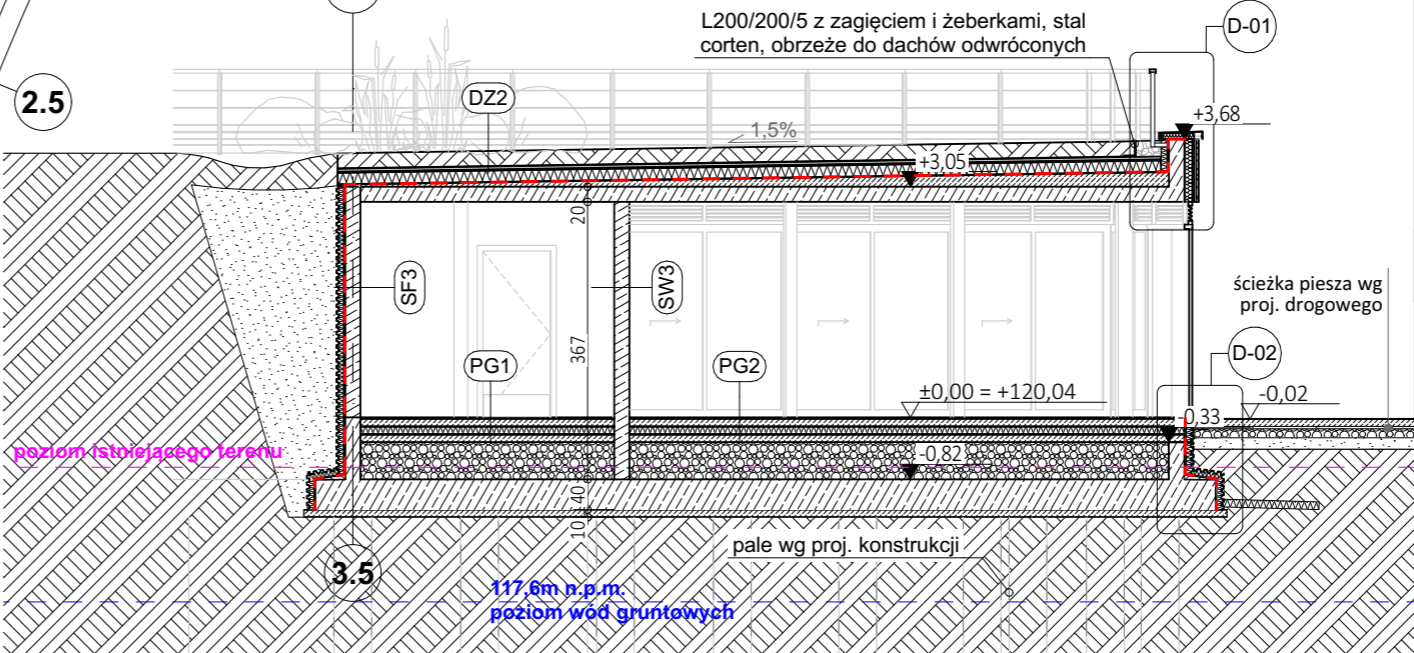 L200/200/5 z zagięciem i żeberkami, stal
corten, obrzeże do dachów odwróconych
D-01
2.5
DZ2
1,5%
+3,68
+3,05
20
SF3
SW3
ścieżka piesza wg
proj. drogowego
367
PG1
PG2
D-02
±0,00 = +120,04
-0,02
-0,33
poziom istniejącego terenu
-0,82
40
10
pale wg proj. konstrukcji
3.5
117,6m n.p.m.
poziom wód gruntowych